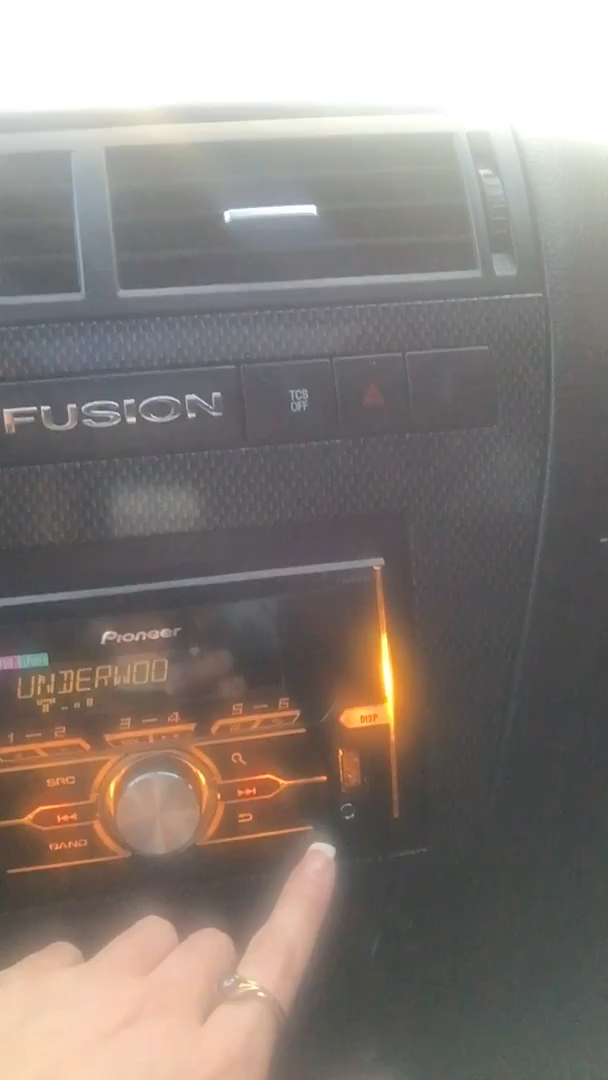 FUSION
TCS
OFF
Pioneer
UNDERWOO
1 — 2
3 — 4
5 — 6
DISP
SRC
BAND